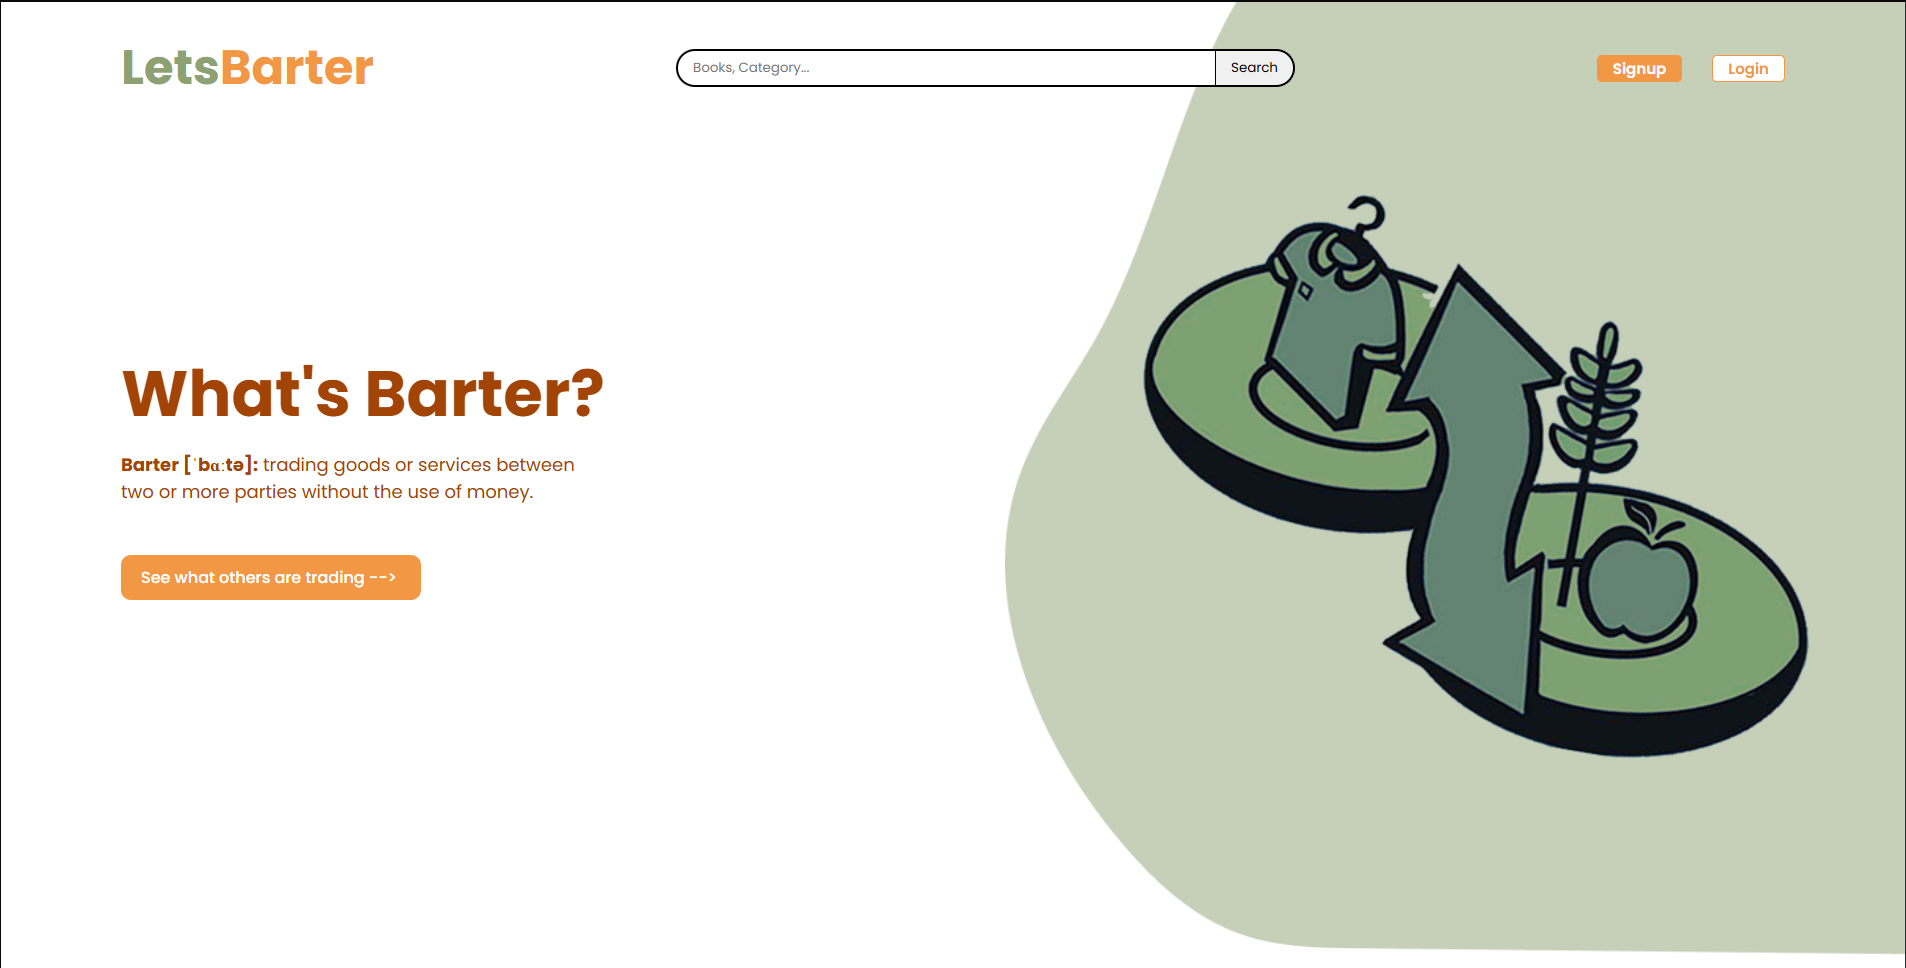 LetsBarter
Books, Category...
Search
Signup
Login
What's Barter?
Barter [ˈbɑːtə]: trading goods or services between
two or more parties without the use of money.
See what others are trading -->